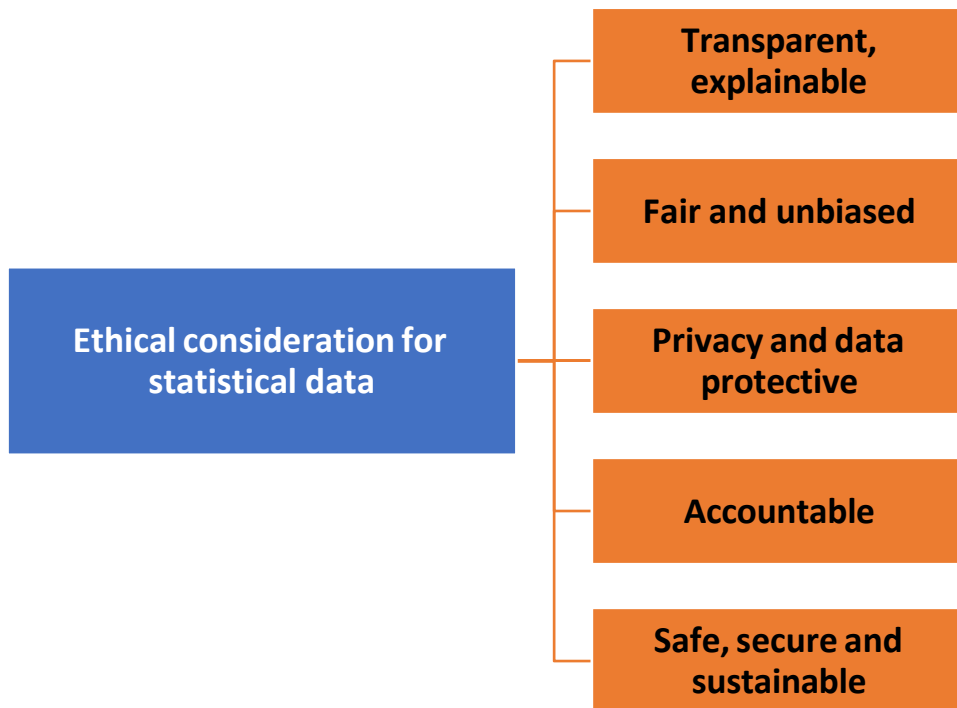 Transparent,
explainable
Fair and unbiased
Ethical consideration for
statistical data
Privacy and data
protective
Accountable
Safe, secure and
sustainable